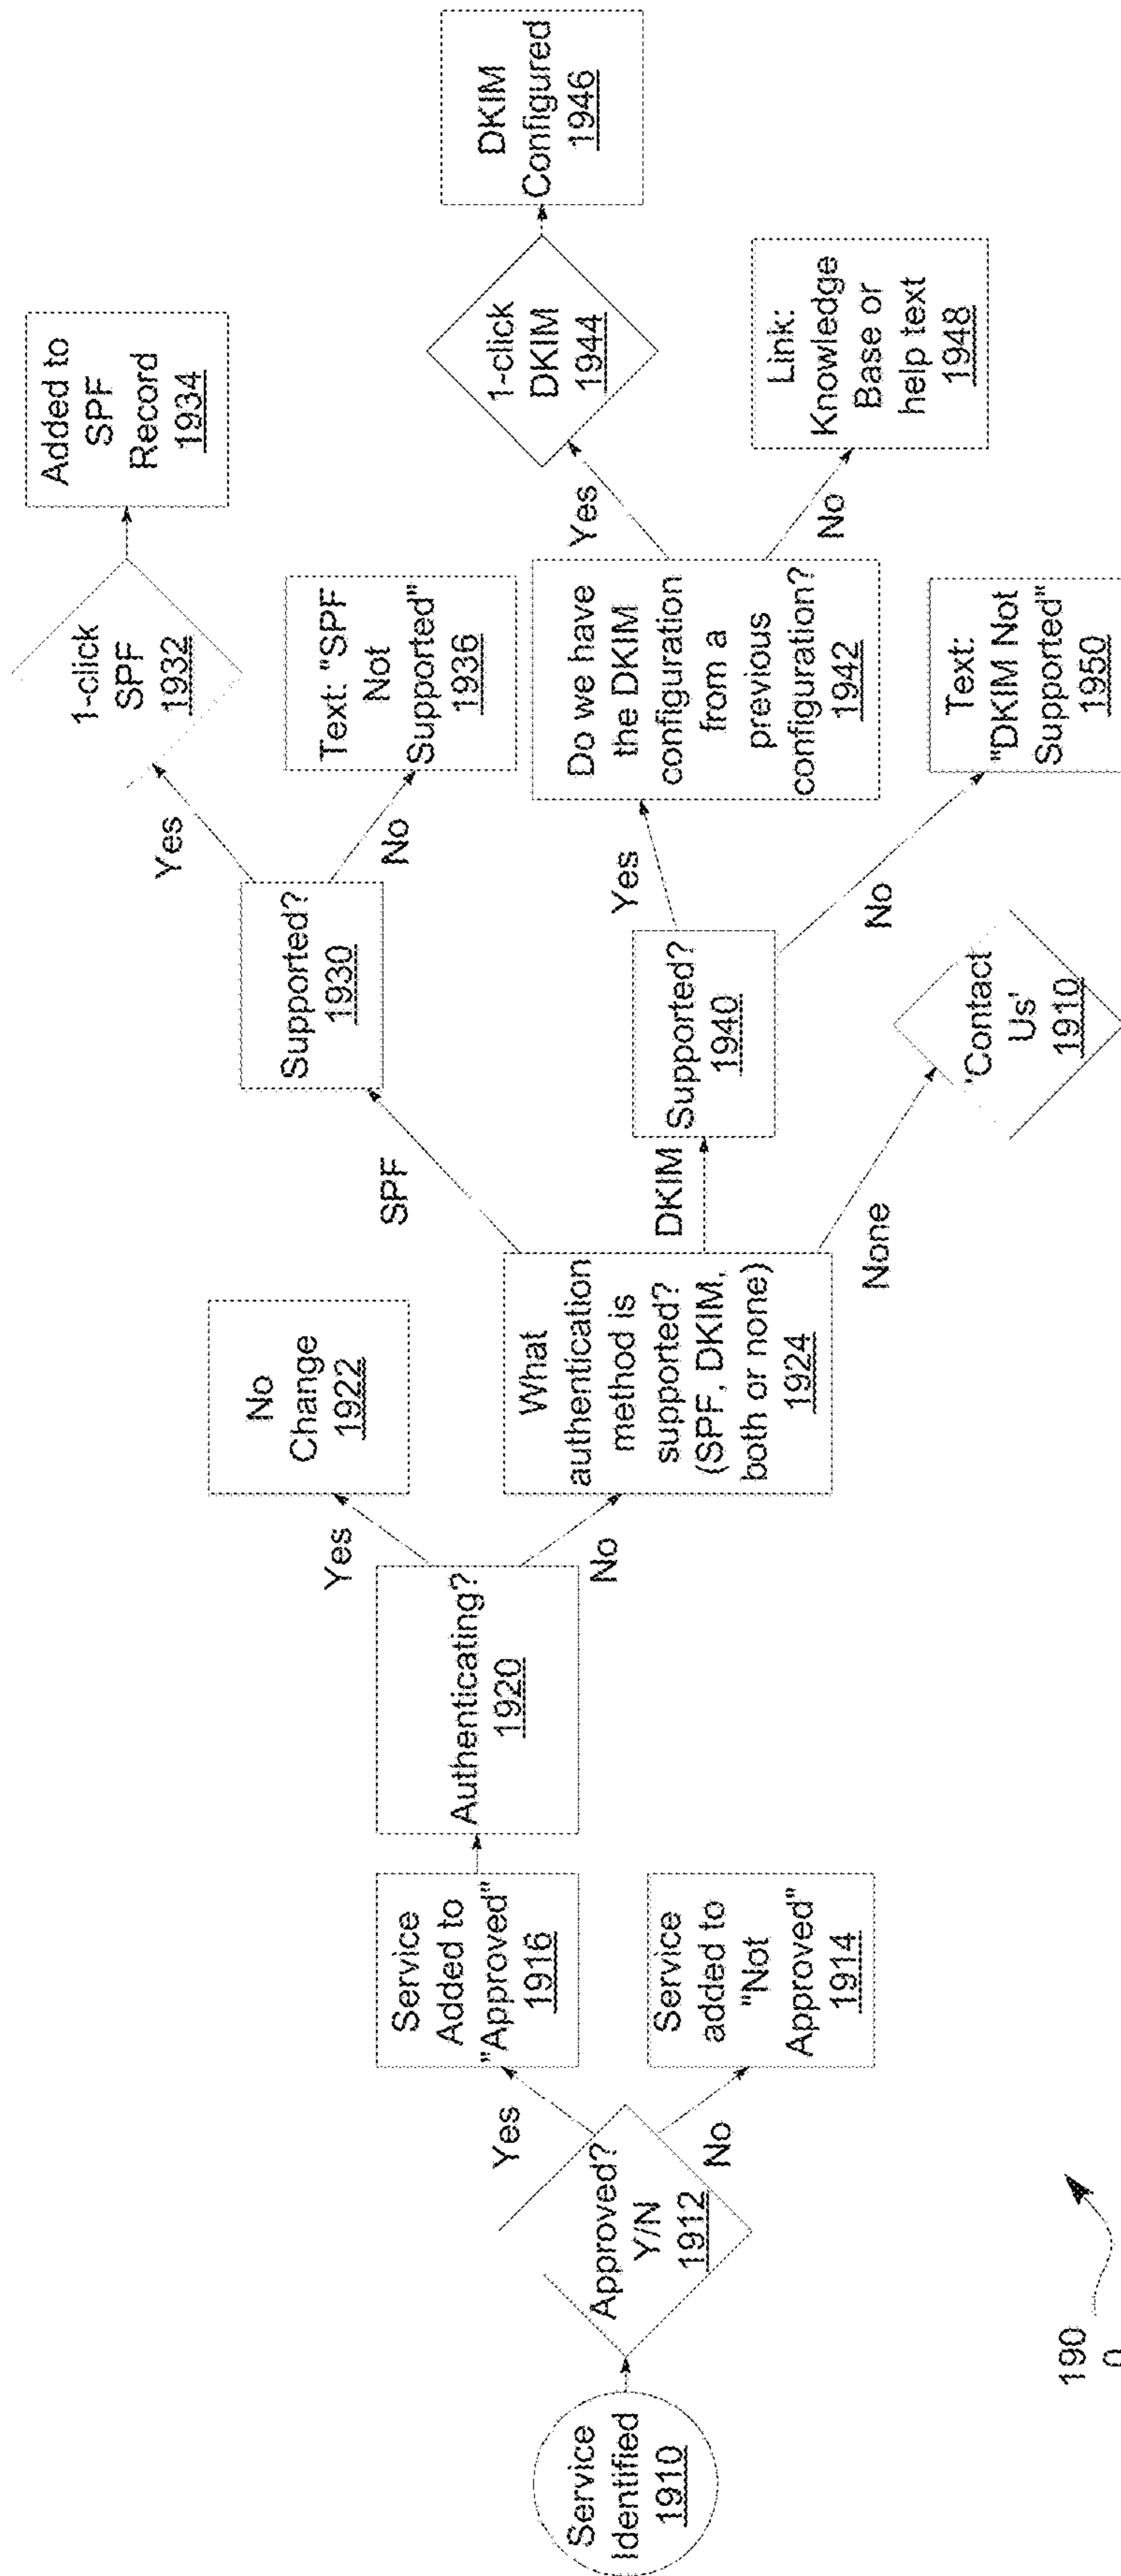 Service
Identified
1910
Approved?
Y/N
1912
Yes
No
Service
Added to
"Approved"
1916
Service
added to
"Not
Approved"
1914
Authenticating?
1920
Yes
No
No
Change
1922
What
authentication
method is
supported?
(SPF, DKIM,
both or none)
1924
SPF
DKIM
None
Supported?
1930
Yes
No
1-click
SPF
1932
Added to
SPF
Record
1934
Text: "SPF
Not
Supported"
1936
Supported?
1940
Yes
No
Do we have
the DKIM
configuration
from a
previous
configuration?
1942
Yes
No
1-click
DKIM
1944
DKIM
Configured
1946
Link:
Knowledge
Base or
help text
1948
Text:
"DKIM Not
Supported"
1950
'Contact
Us'
1910
190
0